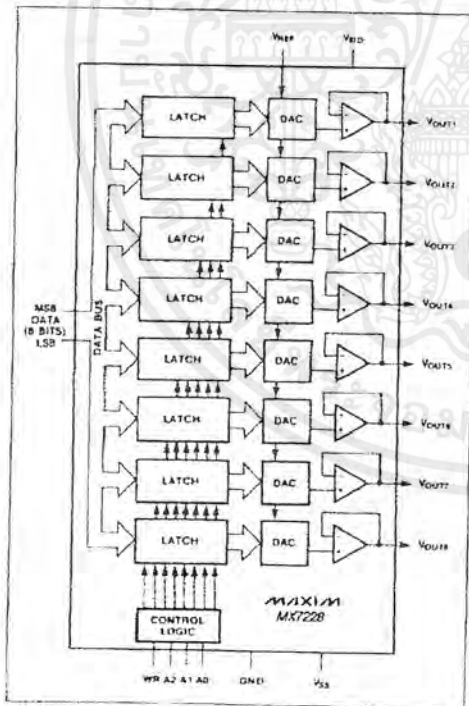 VREF VDD
LATCH DAC VOUT1
LATCH DAC VOUT2
LATCH DAC VOUT3
LATCH DAC VOUT4
MSB
DATA
(8 BITS)
LSB
DATA BUS
LATCH DAC VOUT5
LATCH DAC VOUT6
LATCH DAC VOUT7
LATCH DAC VOUT8
MAXIM
MX7228
CONTROL
LOGIC
WR A2 A1 A0 GND VSS